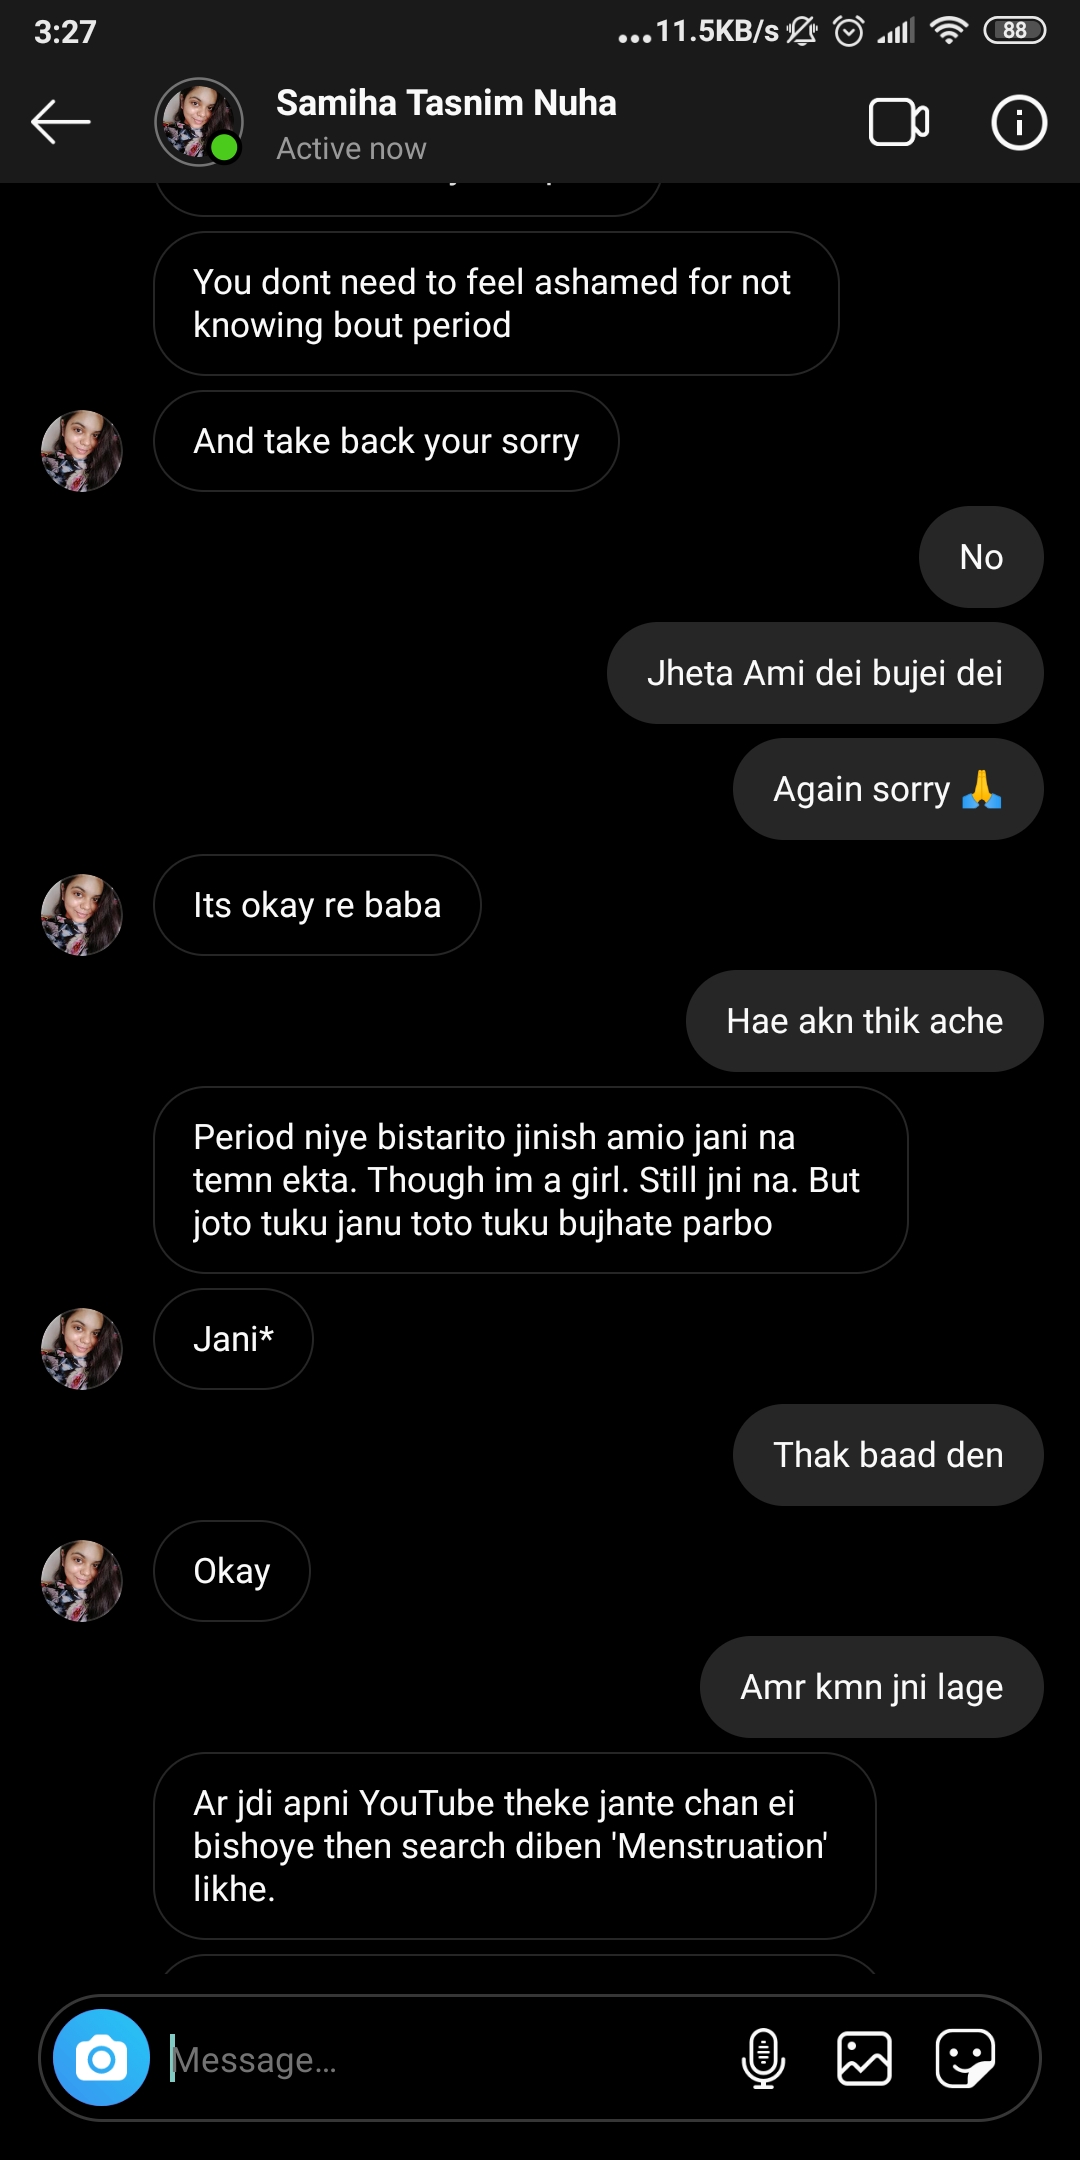 3:27
...11.5KB/s
88
Samiha Tasnim Nuha
Active now
You dont need to feel ashamed for not
knowing bout period
And take back your sorry
No
Jheta Ami dei bujei dei
Again sorry 🙏
Its okay re baba
Hae akn thik ache
Period niye bistarito jinish amio jani na
temn ekta. Though im a girl. Still jni na. But
joto tuku janu toto tuku bujhate parbo
Jani*
Thak baad den
Okay
Amr kmn jni lage
Ar jdi apni YouTube theke jante chan ei
bishoye then search diben 'Menstruation'
likhe.
Message...